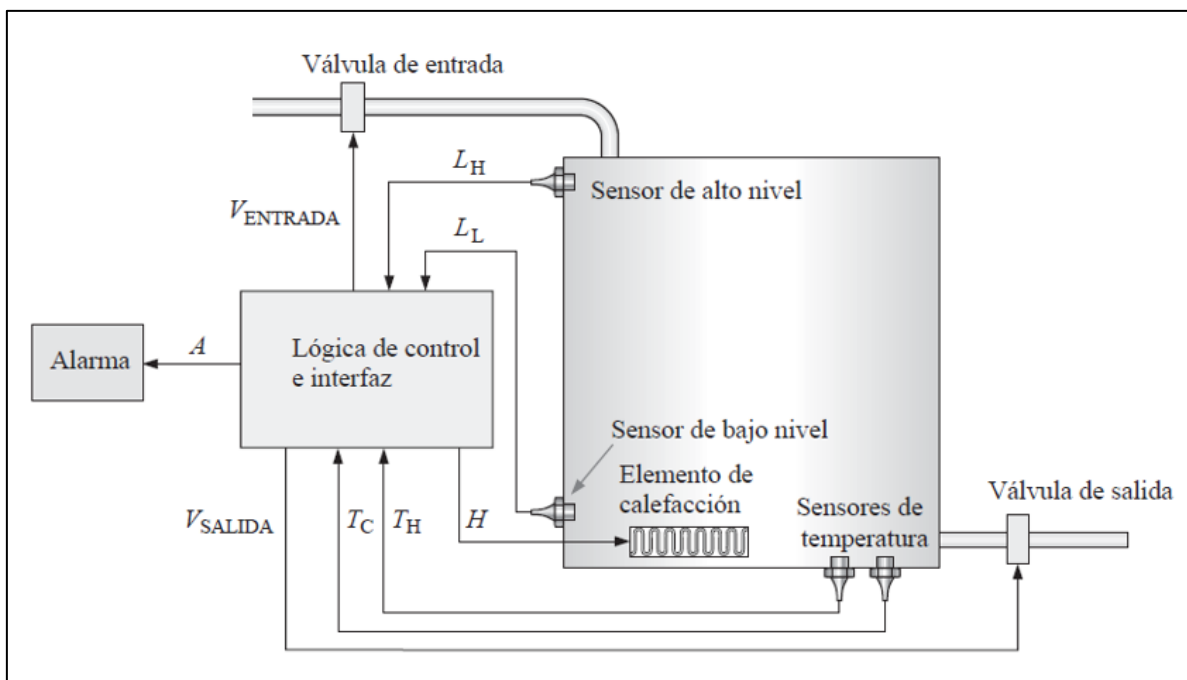 Válvula de entrada
L_H
Sensor de alto nivel
V_ENTRADA
L_L
Alarma
A
Lógica de control
e interfaz
Sensor de bajo nivel
Elemento de
calefacción
Sensores de
temperatura
Válvula de salida
V_SALIDA
T_C
T_H
H